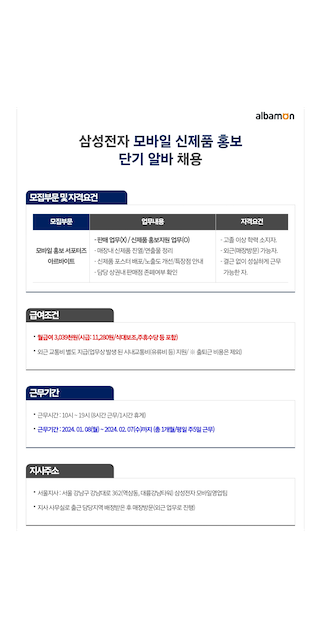 albamon
삼성전자 모바일 신제품 홍보
단기 알바 채용
모집부문 및 자격요건
모집부문 업무내용 자격요건
모바일 홍보 서포터즈
아르바이트
- 판매 업무(X) / 신제품 홍보지원 업무(O)
- 매장내 신제품 진열/연출물 정리
- 신제품 포스터 배포/노출도 개선/특장점 안내
- 담당 상권내 판매점 존폐여부 확인
- 고졸 이상 학력 소지자.
- 외근(매장방문) 가능자.
- 결근 없이 성실하게 근무
가능한 자.
급여조건
• 월급여 3,039천원(시급: 11,280원/식대보조,주휴수당 등 포함)
• 외근 교통비 별도 지급(업무상 발생 된 시내교통비(유류비 등) 지원/ ※ 출퇴근 비용은 제외)
근무기간
• 근무시간 : 10시 ~ 19시 (8시간 근무/1시간 휴게)
• 근무기간 : 2024. 01. 08(월) ~ 2024. 02. 07(수)까지 (총 1개월/평일 주5일 근무)
지사주소
• 서울지사 : 서울 강남구 강남대로 362(역삼동, 대륭강남타워) 삼성전자 모바일영업팀
• 지사 사무실로 출근 담당지역 배정받은 후 매장방문(외근 업무로 진행)